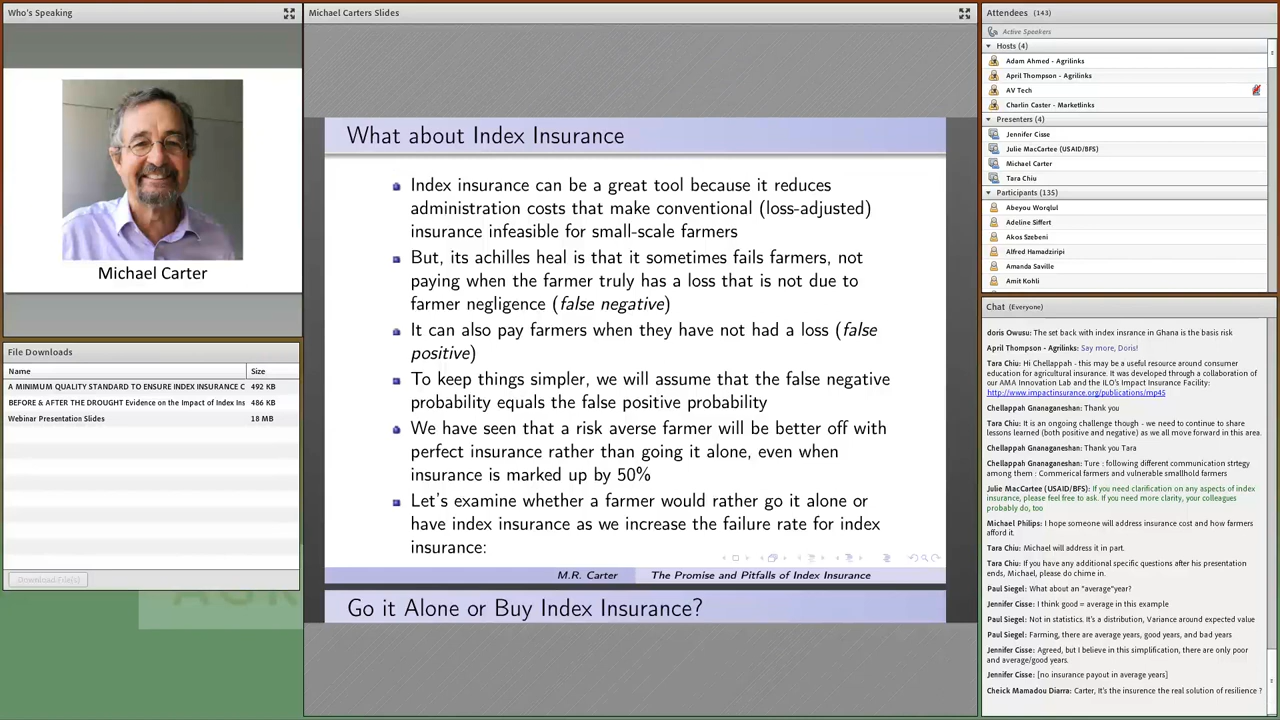 Who's Speaking
Michael Carter
File Downloads
Name Size
A MINIMUM QUALITY STANDARD TO ENSURE INDEX INSURANCE C 492 KB
BEFORE & AFTER THE DROUGHT Evidence on the Impact of Index Ins 486 KB
Webinar Presentation Slides 18 MB
Download File(s)
Michael Carters Slides
What about Index Insurance
Index insurance can be a great tool because it reduces
administration costs that make conventional (loss-adjusted)
insurance infeasible for small-scale farmers
But, its achilles heal is that it sometimes fails farmers, not
paying when the farmer truly has a loss that is not due to
farmer negligence (false negative)
It can also pay farmers when they have not had a loss (false
positive)
To keep things simpler, we will assume that the false negative
probability equals the false positive probability
We have seen that a risk averse farmer will be better off with
perfect insurance rather than going it alone, even when
insurance is marked up by 50%
Let's examine whether a farmer would rather go it alone or
have index insurance as we increase the failure rate for index
insurance:
M.R. Carter The Promise and Pitfalls of Index Insurance
Go it Alone or Buy Index Insurance?
Attendees (143)
Active Speakers
Hosts (4)
Adam Ahmed - Agrilinks
April Thompson - Agrilinks
AV Tech
Charlin Caster - Marketlinks
Presenters (4)
Jennifer Cisse
Julie MacCartee (USAID/BFS)
Michael Carter
Tara Chiu
Participants (135)
Abeyou Worqlul
Adeline Siffert
Akos Szebeni
Alfred Hamadziripi
Amanda Saville
Amit Kohli
Chat (Everyone)
doris Owusu: The set back with index insrance in Ghana is the basis risk
April Thompson - Agrilinks: Say more, Doris!
Tara Chiu: Hi Chellappah - this may be a useful resource around consumer
education for agricultural insurance. It was developed through a collaboration of
our AMA Innovation Lab and the ILO's Impact Insurance Facility:
http://www.impactinsurance.org/publications/mp45
Chellappah Gnanaganeshan: Thank you
Tara Chiu: It is an ongoing challenge though - we need to continue to share
lessons learned (both positive and negative) as we all move forward in this area.
Chellappah Gnanaganeshan: Thank you Tara
Chellappah Gnanaganeshan: Ture : following different communication strtegy
among them : Commerical farmers and vulnerable smallhold farmers
Julie MacCartee (USAID/BFS): If you need clarification on any aspects of index
insurance, please feel free to ask. If you need more clarity, your colleagues
probably do, too
Michael Philips: I hope someone will address insurance cost and how farmers
afford it.
Tara Chiu: Michael will address it in part.
Tara Chiu: If you have any additional specific questions after his presentation
ends, Michael, please do chime in.
Paul Siegel: What about an "average"year?
Jennifer Cisse: I think good = average in this example
Paul Siegel: Not in statistics. It's a distribution, Variance around expected value
Paul Siegel: Farming, there are average years, good years, and bad years
Jennifer Cisse: Agreed, but I believe in this simplification, there are only poor
and average/good years.
Jennifer Cisse: [no insurance payout in average years]
Cheick Mamadou Diarra: Carter, It's the insurence the real solution of resilience ?